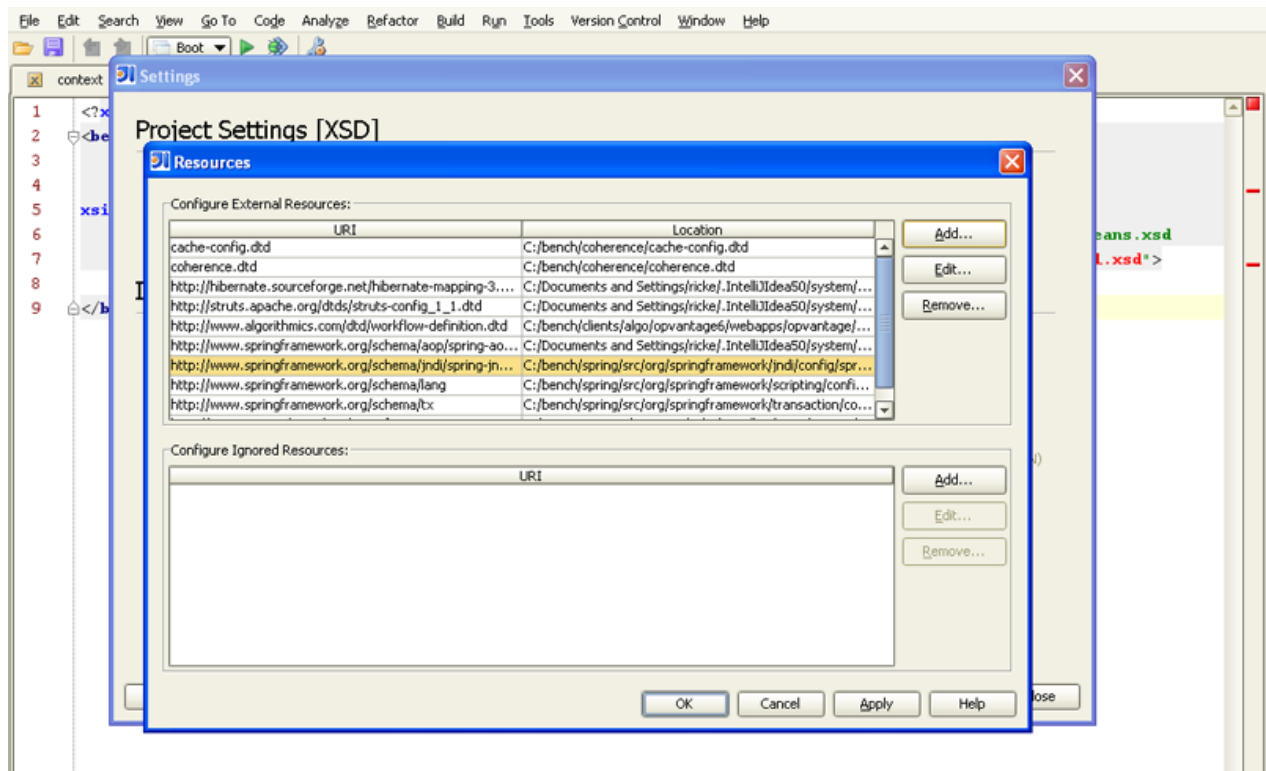 File Edit Search View Go To Code Analyze Refactor Build Run Tools Version Control Window Help
Boot
context
Settings
1 <?x
2 <be
3
4
5 xsi
6 eans.xsd
7 l.xsd">
8
9 </b
Project Settings [XSD]
Resources
Configure External Resources:
URI Location
cache-config.dtd C:/bench/coherence/cache-config.dtd
coherence.dtd C:/bench/coherence/coherence.dtd
http://hibernate.sourceforge.net/hibernate-mapping-3.... C:/Documents and Settings/ricke/.IntelliJIdea50/system/...
http://struts.apache.org/dtds/struts-config_1_1.dtd C:/Documents and Settings/ricke/.IntelliJIdea50/system/...
http://www.algorithmics.com/dtd/workflow-definition.dtd C:/bench/clients/algo/opvantage6/webapps/opvantage/...
http://www.springframework.org/schema/aop/spring-ao... C:/Documents and Settings/ricke/.IntelliJIdea50/system/...
http://www.springframework.org/schema/jndi/spring-jn... C:/bench/spring/src/org/springframework/jndi/config/spr...
http://www.springframework.org/schema/lang C:/bench/spring/src/org/springframework/scripting/confi...
http://www.springframework.org/schema/tx C:/bench/spring/src/org/springframework/transaction/co...
Add...
Edit...
Remove...
Configure Ignored Resources:
URI
Add...
Edit...
Remove...
OK Cancel Apply Help
lose